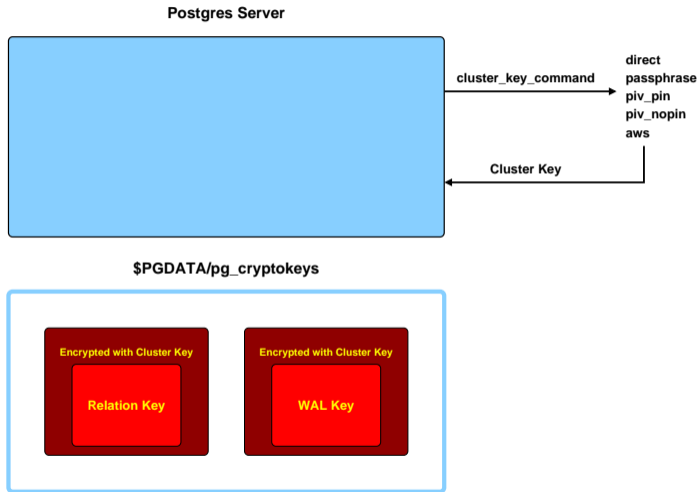 Postgres Server
cluster_key_command
direct
passphrase
piv_pin
piv_nopin
aws
Cluster Key
$PGDATA/pg_cryptokeys
Encrypted with Cluster Key
Relation Key
Encrypted with Cluster Key
WAL Key